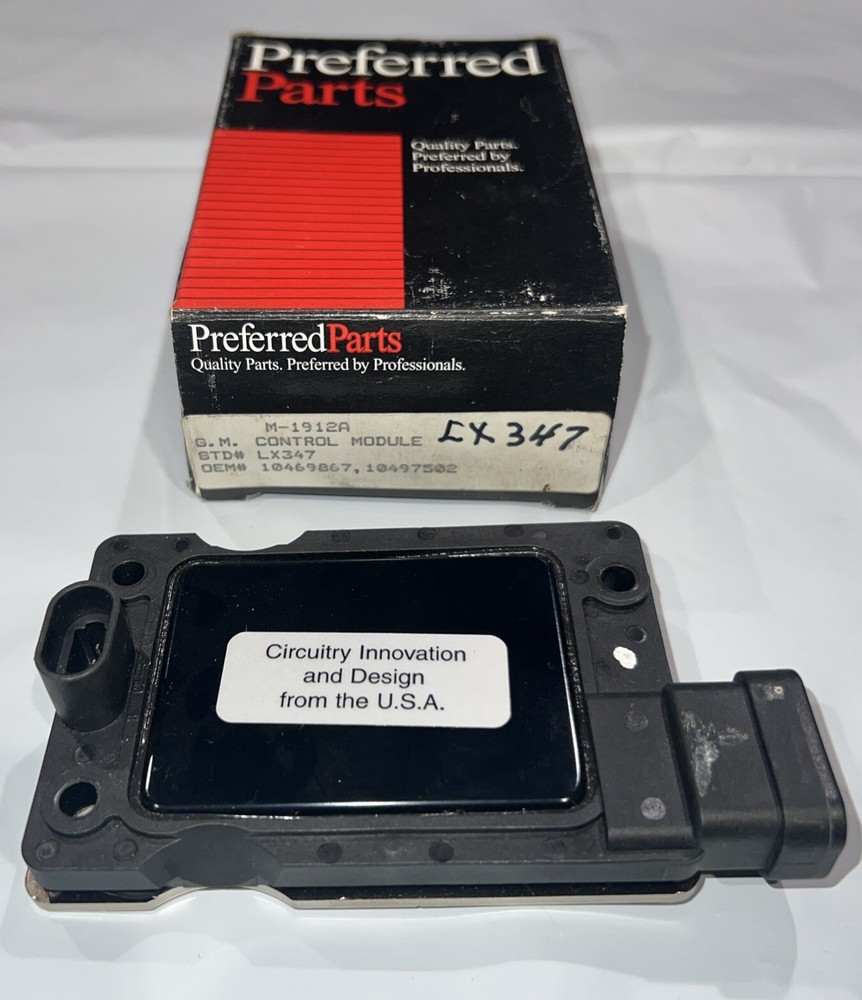 Preferred
Parts
Quality Parts.
Preferred by
Professionals.
PreferredParts
Quality Parts. Preferred by Professionals.
M-1912A
G.M. CONTROL MODULE
LX347
STD# LX347
OEM# 10469867, 10497502
Circuitry Innovation
and Design
from the U.S.A.